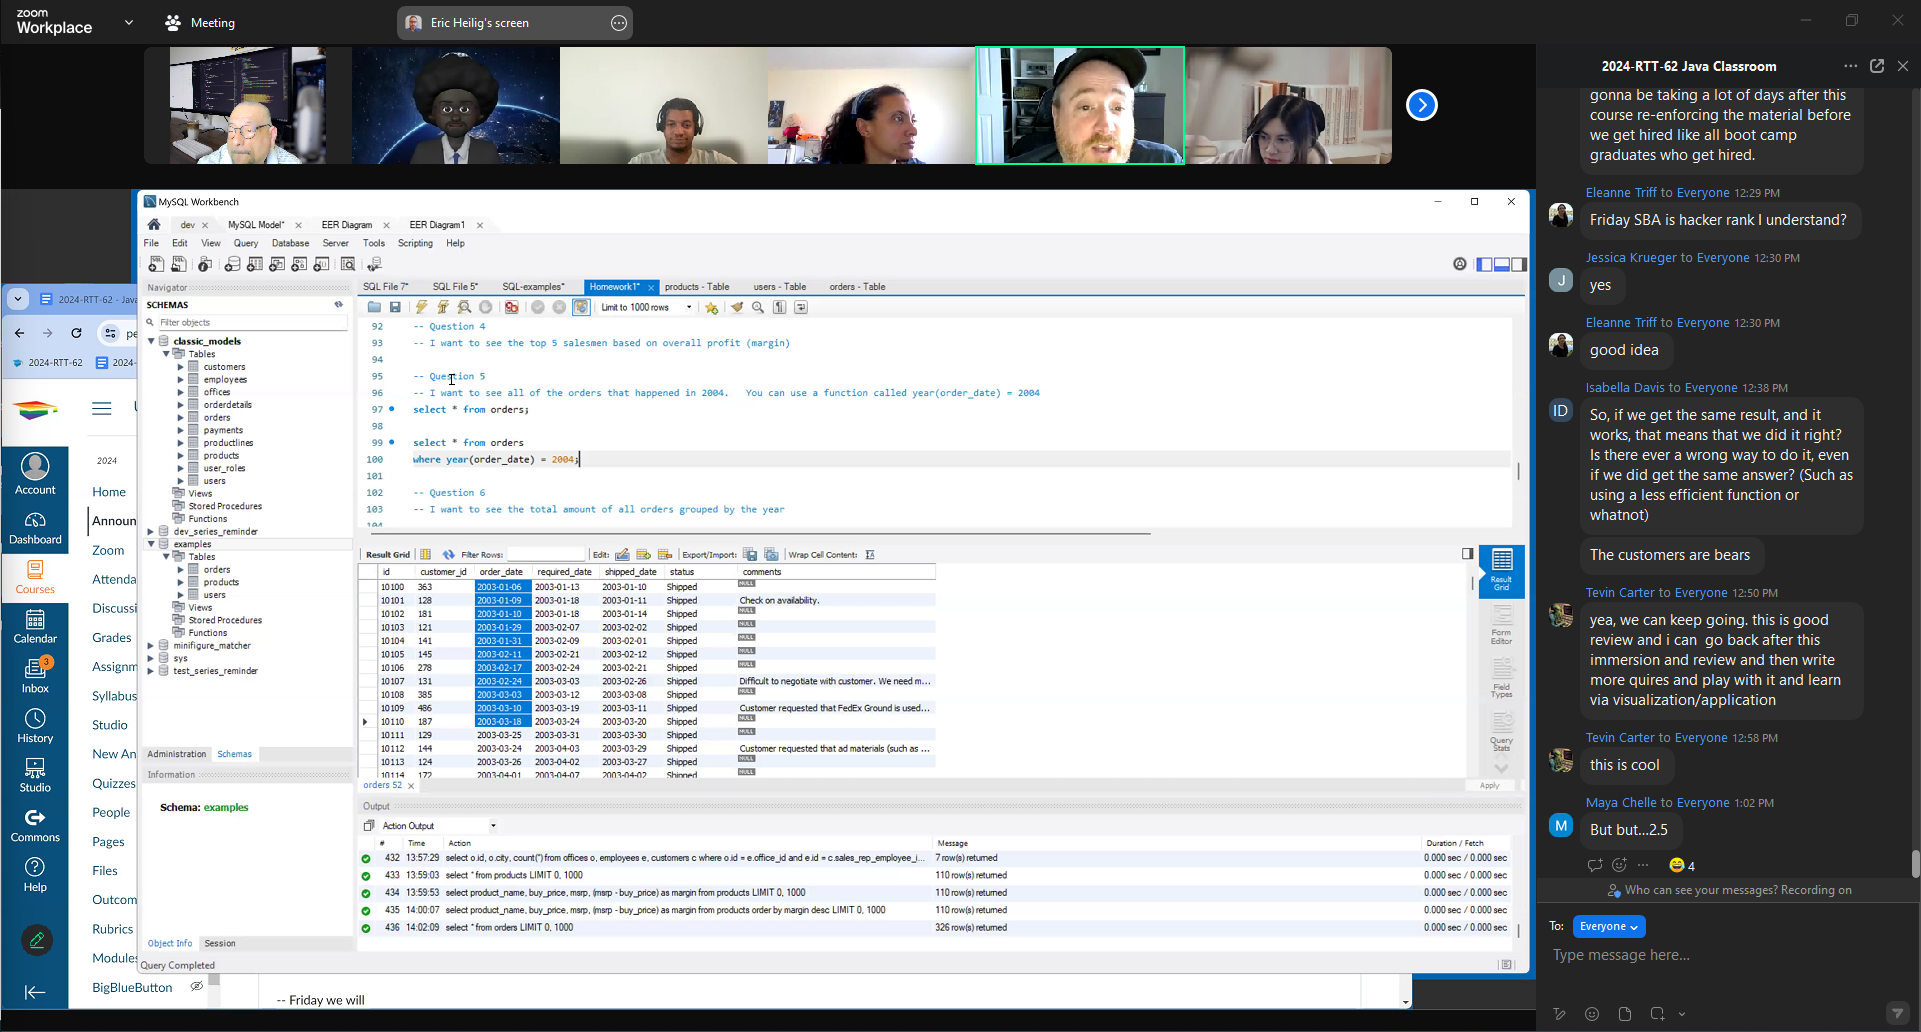 zoom
Workplace
Meeting
Eric Heilig's screen
2024-RTT-62 Java Classroom
gonna be taking a lot of days after this
course re-enforcing the material before
we get hired like all boot camp
graduates who get hired.
Eleanne Triff to Everyone 12:29 PM
Friday SBA is hacker rank I understand?
Jessica Krueger to Everyone 12:30 PM
J
yes
Eleanne Triff to Everyone 12:30 PM
good idea
Isabella Davis to Everyone 12:38 PM
ID
So, if we get the same result, and it
works, that means that we did it right?
Is there ever a wrong way to do it, even
if we did get the same answer? (Such as
using a less efficient function or
whatnot)
The customers are bears
Tevin Carter to Everyone 12:50 PM
yea, we can keep going. this is good
review and i can go back after this
immersion and review and then write
more quires and play with it and learn
via visualization/application
Tevin Carter to Everyone 12:58 PM
this is cool
Maya Chelle to Everyone 1:02 PM
M
But but...2.5
4
Who can see your messages? Recording on
To: Everyone
Type message here...
MySQL Workbench
dev
MySQL Model*
EER Diagram
EER Diagram1
File Edit View Query Database Server Tools Scripting Help
Navigator
SCHEMAS
Filter objects
classic_models
Tables
customers
employees
offices
orderdetails
orders
payments
productlines
products
user_roles
users
Views
Stored Procedures
Functions
dev_series_reminder
examples
Tables
orders
products
users
Views
Stored Procedures
Functions
minifigure_matcher
sys
test_series_reminder
Administration Schemas
Information
Schema: examples
Object Info Session
Query Completed
SQL File 7* SQL File 5* SQL-examples* Homework1* products - Table users - Table orders - Table
Limit to 1000 rows
92 -- Question 4
93 -- I want to see the top 5 salesmen based on overall profit (margin)
94
95 -- Question 5
96 -- I want to see all of the orders that happened in 2004. You can use a function called year(order_date) = 2004
97 select * from orders;
98
99 select * from orders
100 where year(order_date) = 2004;
101
102 -- Question 6
103 -- I want to see the total amount of all orders grouped by the year
104
Result Grid Filter Rows: Edit: Export/Import: Wrap Cell Content:
id customer_id order_date required_date shipped_date status comments
10100 363 2003-01-06 2003-01-13 2003-01-10 Shipped NULL
10101 128 2003-01-09 2003-01-18 2003-01-11 Shipped Check on availability.
10102 181 2003-01-10 2003-01-18 2003-01-14 Shipped NULL
10103 121 2003-01-29 2003-02-07 2003-02-02 Shipped NULL
10104 141 2003-01-31 2003-02-09 2003-02-01 Shipped NULL
10105 145 2003-02-11 2003-02-21 2003-02-12 Shipped NULL
10106 278 2003-02-17 2003-02-24 2003-02-21 Shipped NULL
10107 131 2003-02-24 2003-03-03 2003-02-26 Shipped Difficult to negotiate with customer. We need m...
10108 385 2003-03-03 2003-03-12 2003-03-08 Shipped NULL
10109 486 2003-03-10 2003-03-19 2003-03-11 Shipped Customer requested that FedEx Ground is used...
10110 187 2003-03-18 2003-03-24 2003-03-20 Shipped NULL
10111 129 2003-03-25 2003-03-31 2003-03-30 Shipped NULL
10112 144 2003-03-24 2003-04-03 2003-03-29 Shipped Customer requested that ad materials (such as ...
10113 124 2003-03-26 2003-04-02 2003-03-27 Shipped NULL
10114 172 2003-04-01 2003-04-07 2003-04-02 Shipped NULL
Result
Grid
Form
Editor
Field
Types
Query
Stats
orders 52
Apply
Output
Action Output
# Time Action Message Duration / Fetch
432 13:57:29 select o.id, o.city, count(*) from offices o, employees e, customers c where o.id = e.office_id and e.id = c.sales_rep_employee_i... 7 row(s) returned 0.000 sec / 0.000 sec
433 13:59:03 select * from products LIMIT 0, 1000 110 row(s) returned 0.000 sec / 0.000 sec
434 13:59:53 select product_name, buy_price, msrp, (msrp - buy_price) as margin from products LIMIT 0, 1000 110 row(s) returned 0.000 sec / 0.000 sec
435 14:00:07 select product_name, buy_price, msrp, (msrp - buy_price) as margin from products order by margin desc LIMIT 0, 1000 110 row(s) returned 0.000 sec / 0.000 sec
436 14:02:09 select * from orders LIMIT 0, 1000 326 row(s) returned 0.000 sec / 0.000 sec
2024-RTT-62 - Java
pe
2024-RTT-62
2024-
U
2024
Account
Dashboard
Courses
Calendar
3
Inbox
History
Studio
Commons
Help
Home
Announ
Zoom
Attenda
Discussi
Grades
Assignm
Syllabus
Studio
New An
Quizzes
People
Pages
Files
Outcom
Rubrics
Modules
BigBlueButton
-- Friday we will